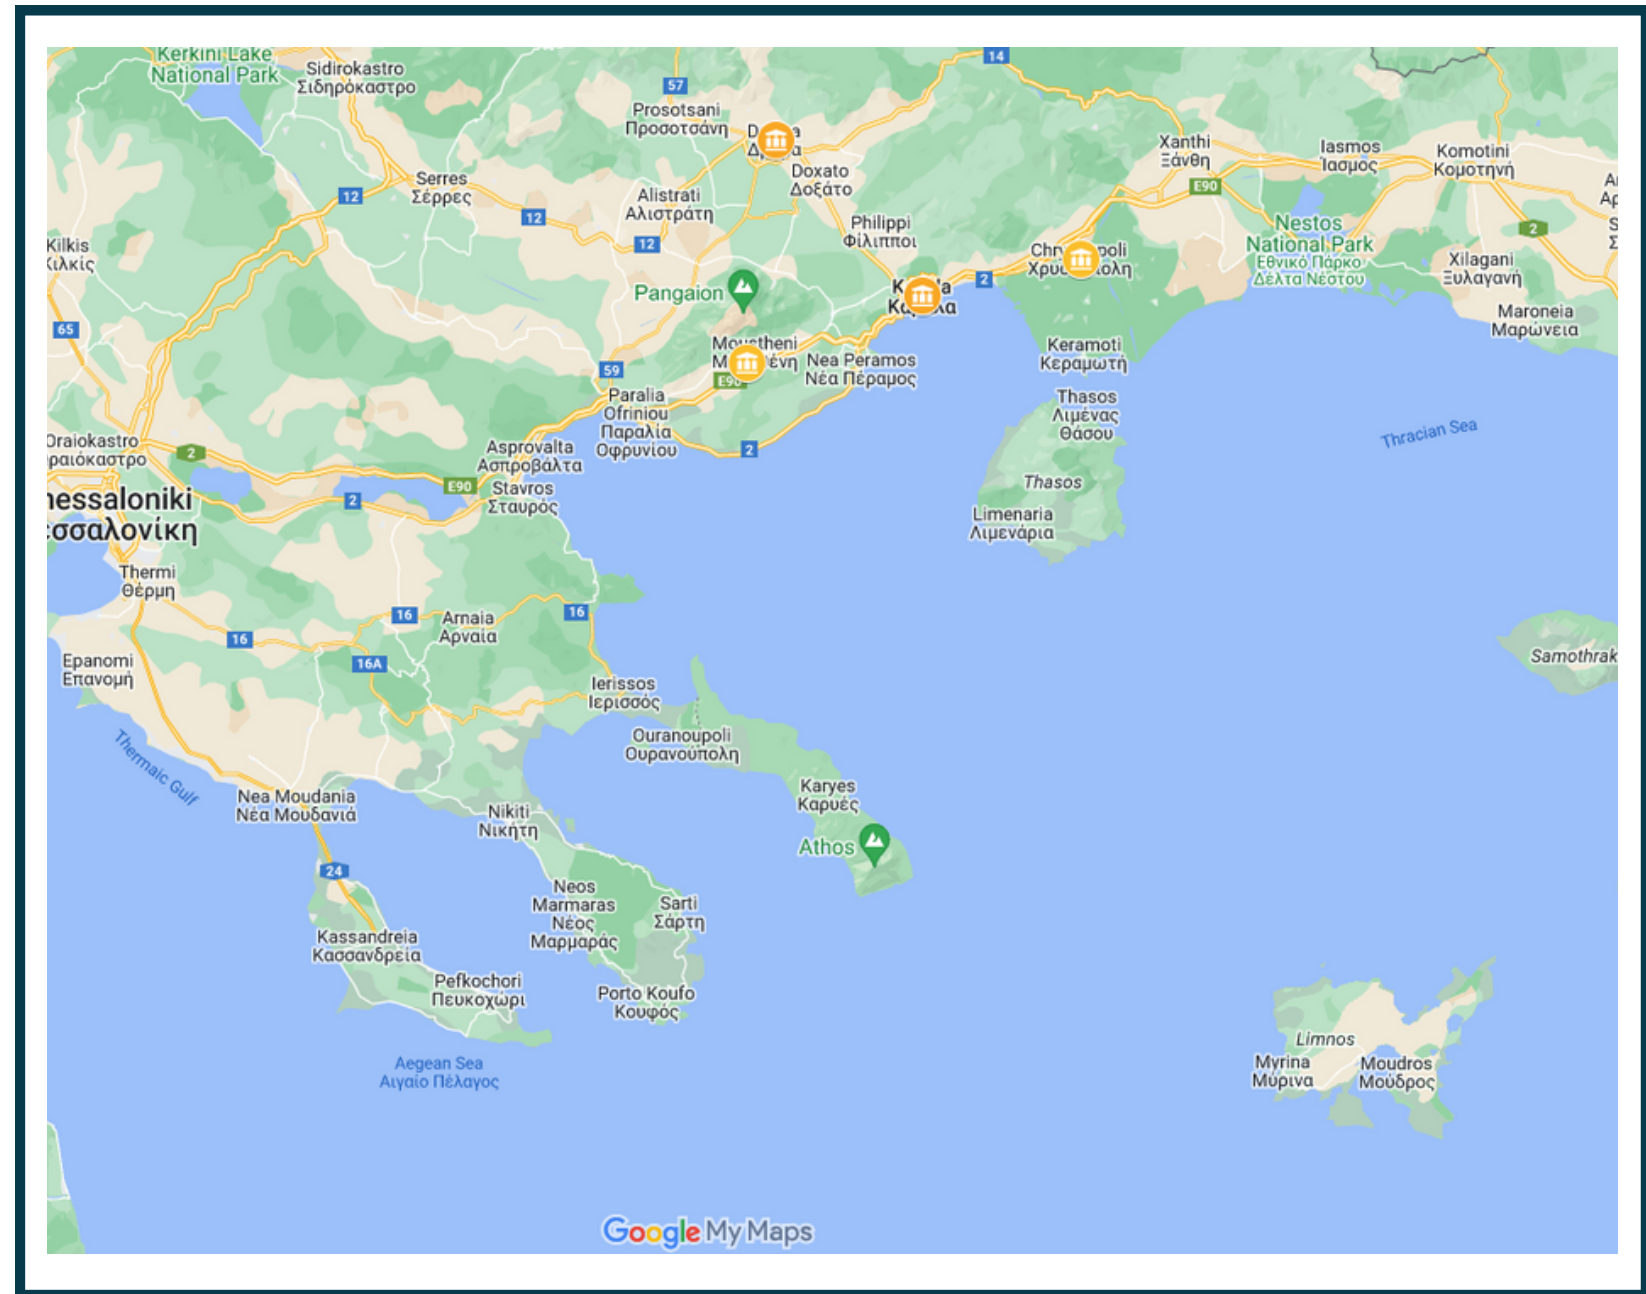 Kerkini Lake
National Park
Sidirokastro
Σιδηρόκαστρο
57
14
Prosotsani
Προσοτσάνη
Doxato
Δοξάτο
Xanthi
Ξάνθη
Iasmos
Ίασμος
Komotini
Κομοτηνή
E90
Serres
Σέρρες
12
12
12
Alistrati
Αλιστράτη
Philippi
Φίλιπποι
Nestos
National Park
Εθνικό Πάρκο
Δέλτα Νέστου
2
Kilkis
Κιλκίς
Xilagani
Ξυλαγανή
2
Pangaion
Maroneia
Μαρώνεια
65
Keramoti
Κεραμωτή
Nea Peramos
Νέα Πέραμος
E90
59
Paralia
Ofriniou
Παραλία
Οφρυνίου
Thasos
Λιμένας
Θάσου
Thracian Sea
Oraiokastro
2
Asprovalta
Ασπροβάλτα
2
E90
Stavros
Σταυρός
2
Thasos
Limenaria
Λιμενάρια
hessaloniki
Thermi
Θέρμη
16
16
16
16A
Arnaia
Αρναία
Epanomi
Επανομή
Ierissos
Ιερισσός
Samothrak
Ouranoupoli
Ουρανούπολη
Thermaic Gulf
Nea Moudania
Νέα Μουδανιά
Nikiti
Νικήτη
Karyes
Καρυές
Athos
24
Neos
Marmaras
Νέος
Μαρμαράς
Sarti
Σάρτη
Kassandreia
Κασσανδρεία
Pefkochori
Πευκοχώρι
Porto Koufo
Κουφός
Limnos
Myrina
Μύρινα
Moudros
Μούδρος
Aegean Sea
Αιγαίο Πέλαγος
Google My Maps